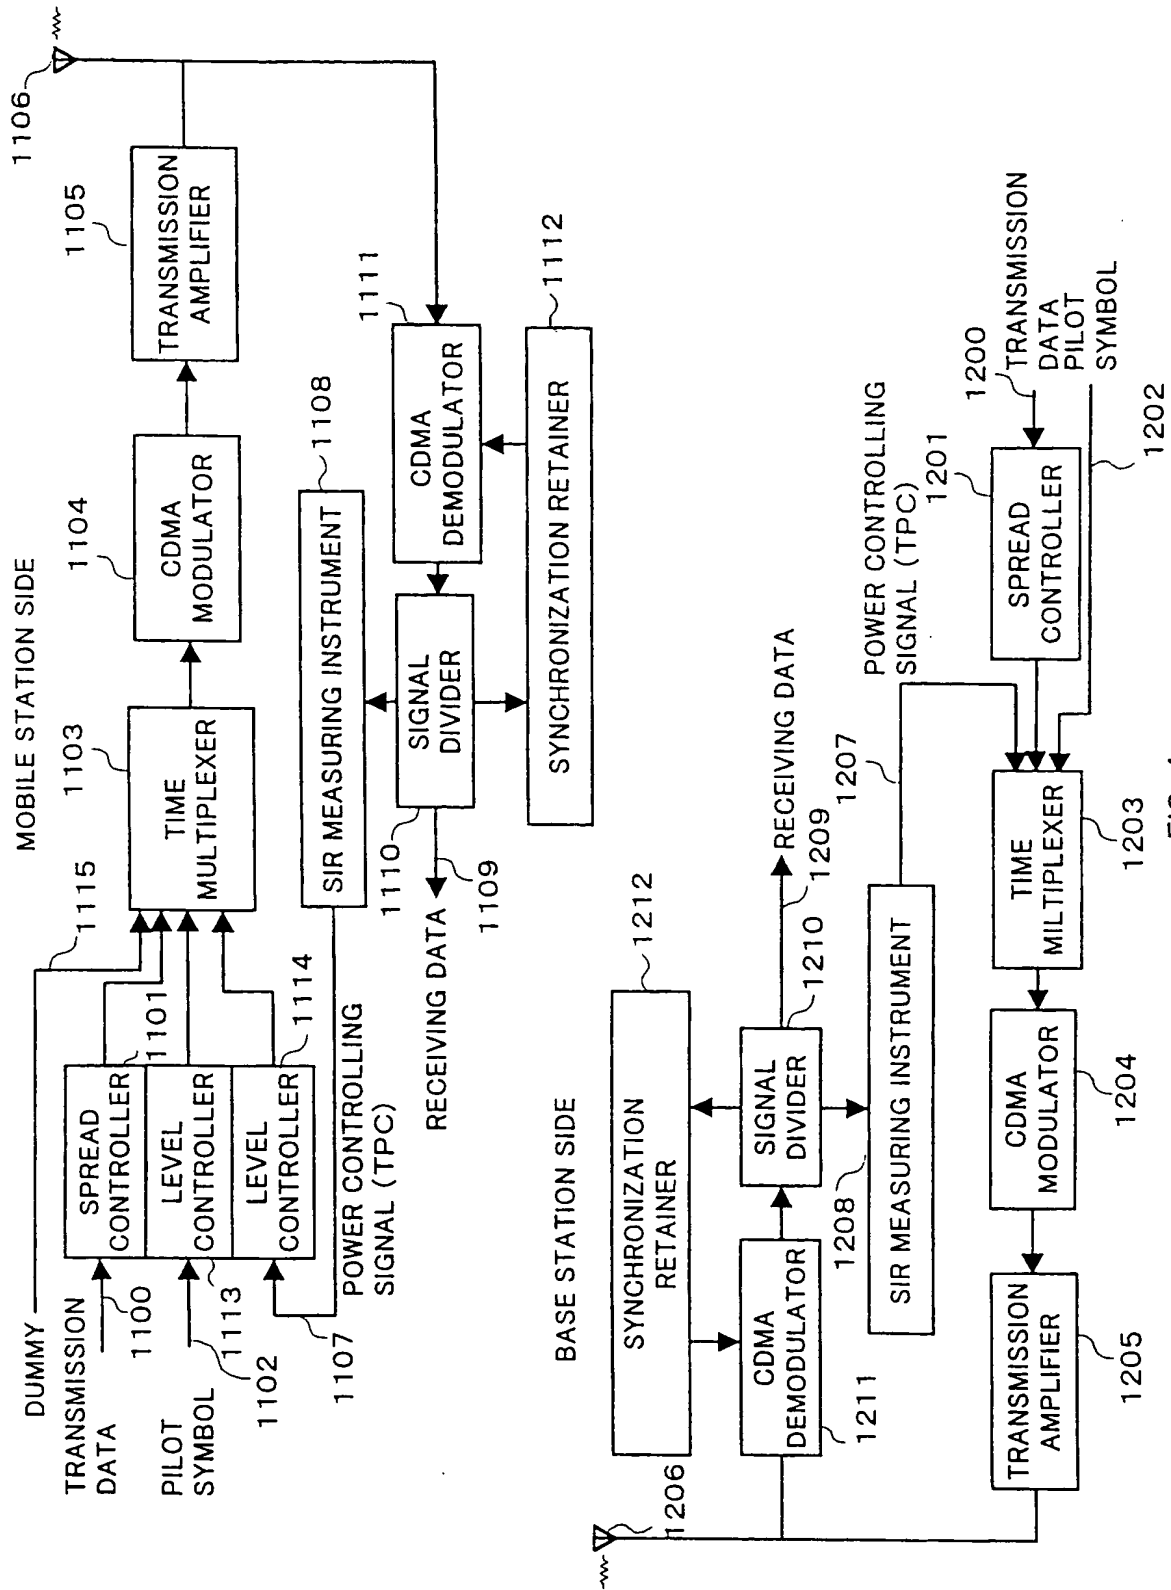 MOBILE STATION SIDE
DUMMY
1115
TRANSMISSION
DATA
1100
SPREAD
CONTROLLER
1101
PILOT
SYMBOL
1102
LEVEL
CONTROLLER
1113
LEVEL
CONTROLLER
1114
1107
POWER CONTROLLING
SIGNAL (TPC)
TIME
MULTIPLEXER
1103
CDMA
MODULATOR
1104
TRANSMISSION
AMPLIFIER
1105
1106
SIR MEASURING INSTRUMENT
1108
RECEIVING DATA
1109
SIGNAL
DIVIDER
1110
CDMA
DEMODULATOR
1111
SYNCHRONIZATION RETAINER
1112
BASE STATION SIDE
1206
SYNCHRONIZATION
RETAINER
1212
CDMA
DEMODULATOR
1211
SIGNAL
DIVIDER
1210
RECEIVING DATA
1209
1208
SIR MEASURING INSTRUMENT
1207
POWER CONTROLLING
SIGNAL (TPC)
TRANSMISSION
AMPLIFIER
1205
CDMA
MODULATOR
1204
TIME
MILTIPLEXER
1203
SPREAD
CONTROLLER
1201
1200
TRANSMISSION
DATA
PILOT
SYMBOL
1202